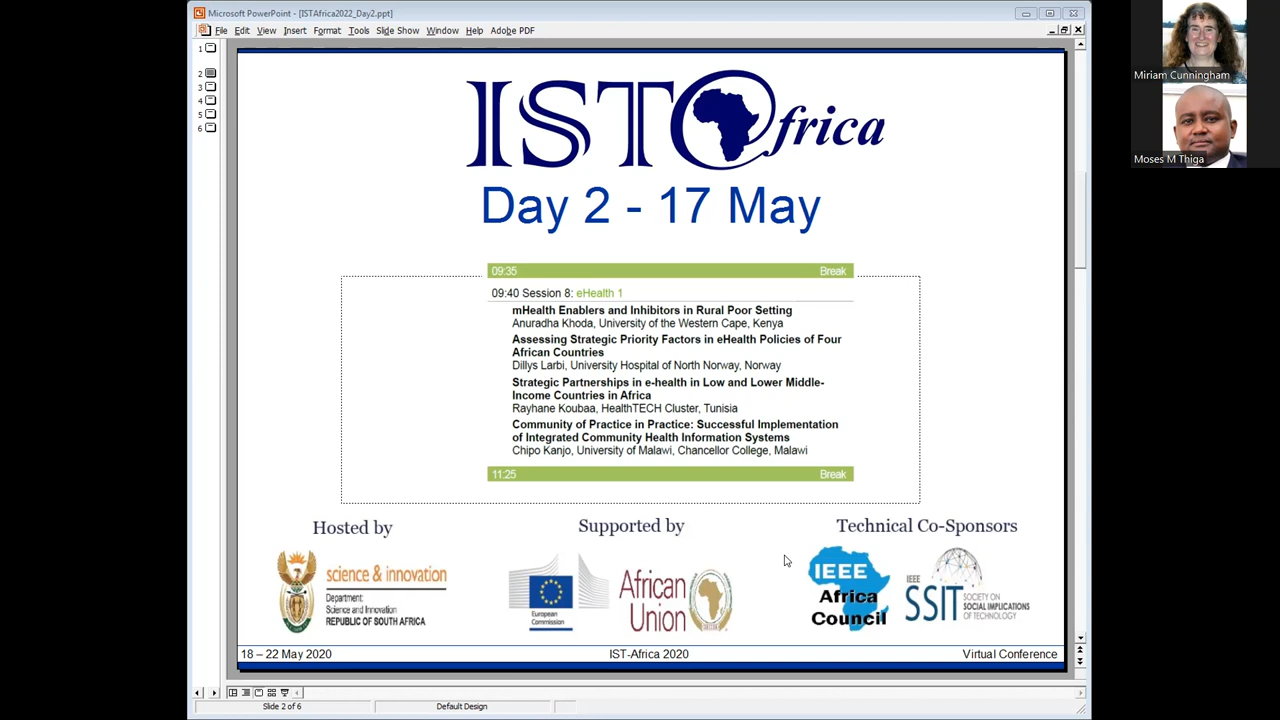 Microsoft PowerPoint - [ISTAfrica2022_Day2.ppt]
File Edit View Insert Format Tools Slide Show Window Help Adobe PDF
1
2
3
4
5
6
IST@frica
Day 2 - 17 May
09:35 Break
09:40 Session 8: eHealth 1
mHealth Enablers and Inhibitors in Rural Poor Setting
Anuradha Khoda, University of the Western Cape, Kenya
Assessing Strategic Priority Factors in eHealth Policies of Four
African Countries
Dillys Larbi, University Hospital of North Norway, Norway
Strategic Partnerships in e-health in Low and Lower Middle-
Income Countries in Africa
Rayhane Koubaa, HealthTECH Cluster, Tunisia
Community of Practice in Practice: Successful Implementation
of Integrated Community Health Information Systems
Chipo Kanjo, University of Malawi, Chancellor College, Malawi
11:25 Break
Hosted by
science & innovation
Department:
Science and Innovation
REPUBLIC OF SOUTH AFRICA
Supported by
European
Commission
African
Union
Technical Co-Sponsors
IEEE
Africa
Council
IEEE
SSIT
SOCIETY ON
SOCIAL IMPLICATIONS
OF TECHNOLOGY
18 – 22 May 2020 IST-Africa 2020 Virtual Conference
Slide 2 of 6 Default Design
Miriam Cunningham
Moses M Thiga